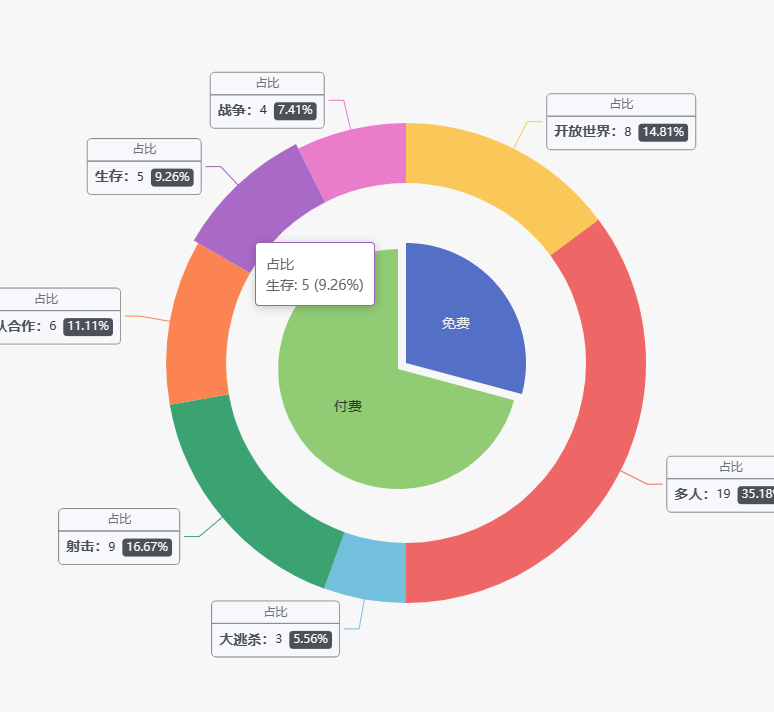 占比
战争: 4 7.41%
占比
开放世界: 8 14.81%
占比
生存: 5 9.26%
占比
生存: 5 (9.26%)
免费
占比
合作: 6 11.11%
付费
占比
多人: 19 35.18
占比
射击: 9 16.67%
占比
大逃杀: 3 5.56%